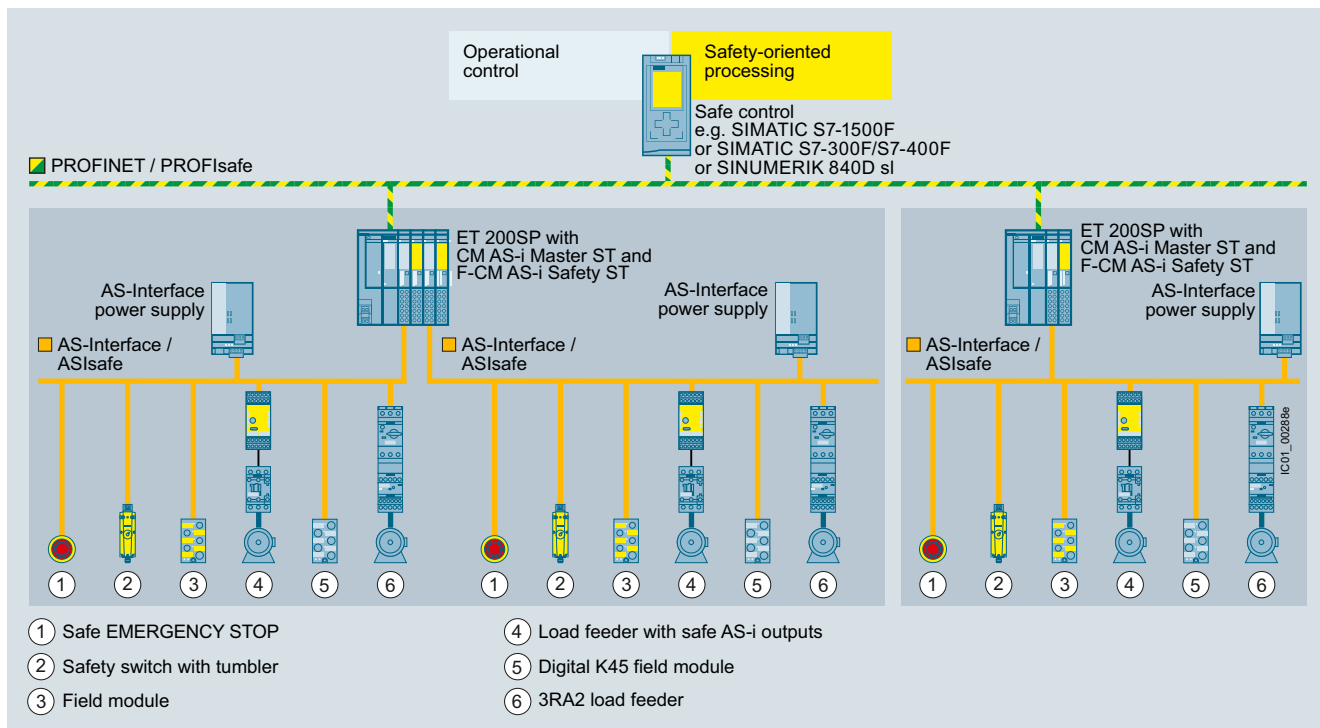 Operational
control
Safety-oriented
processing
Safe control
e.g. SIMATIC S7-1500F
or SIMATIC S7-300F/S7-400F
or SINUMERIK 840D sl
PROFINET / PROFIsafe
ET 200SP with
CM AS-i Master ST and
F-CM AS-i Safety ST
AS-Interface
power supply
AS-Interface
power supply
AS-Interface /
ASIsafe
AS-Interface /
ASIsafe
1 2 3 4 5 6
1 2 3 4 5 6
ET 200SP with
CM AS-i Master ST and
F-CM AS-i Safety ST
AS-Interface
power supply
AS-Interface /
ASIsafe
IC01_00288e
1 2 3 4 5 6
1 Safe EMERGENCY STOP
2 Safety switch with tumbler
3 Field module
4 Load feeder with safe AS-i outputs
5 Digital K45 field module
6 3RA2 load feeder